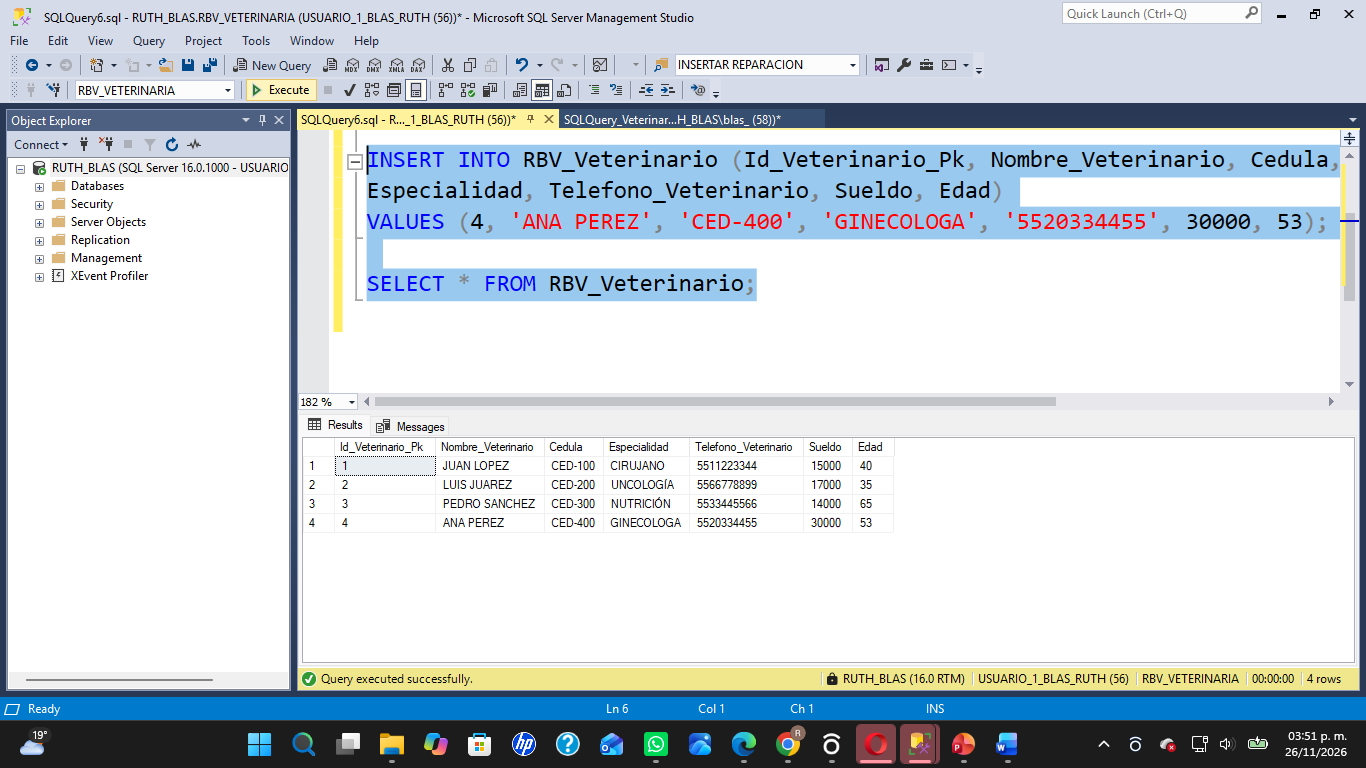 SQLQuery6.sql - RUTH_BLAS.RBV_VETERINARIA (USUARIO_1_BLAS_RUTH (56))* - Microsoft SQL Server Management Studio
Quick Launch (Ctrl+Q)
File Edit View Query Project Tools Window Help
New Query MDX DMX XMLA DAX INSERTAR REPARACION
RBV_VETERINARIA Execute
Object Explorer
Connect
RUTH_BLAS (SQL Server 16.0.1000 - USUARIO
Databases
Security
Server Objects
Replication
Management
XEvent Profiler
SQLQuery6.sql - R..._1_BLAS_RUTH (56))* SQLQuery_Veterinar...H_BLAS\blas_ (58))*
INSERT INTO RBV_Veterinario (Id_Veterinario_Pk, Nombre_Veterinario, Cedula,
Especialidad, Telefono_Veterinario, Sueldo, Edad)
VALUES (4, 'ANA PEREZ', 'CED-400', 'GINECOLOGA', '5520334455', 30000, 53);
SELECT * FROM RBV_Veterinario;
182 %
Results Messages
Id_Veterinario_Pk Nombre_Veterinario Cedula Especialidad Telefono_Veterinario Sueldo Edad
1 1 JUAN LOPEZ CED-100 CIRUJANO 5511223344 15000 40
2 2 LUIS JUAREZ CED-200 UNCOLOGÍA 5566778899 17000 35
3 3 PEDRO SANCHEZ CED-300 NUTRICIÓN 5533445566 14000 65
4 4 ANA PEREZ CED-400 GINECOLOGA 5520334455 30000 53
Query executed successfully. RUTH_BLAS (16.0 RTM) USUARIO_1_BLAS_RUTH (56) RBV_VETERINARIA 00:00:00 4 rows
Ready Ln 6 Col 1 Ch 1 INS
19° hp R P W 03:51 p. m.
26/11/2026